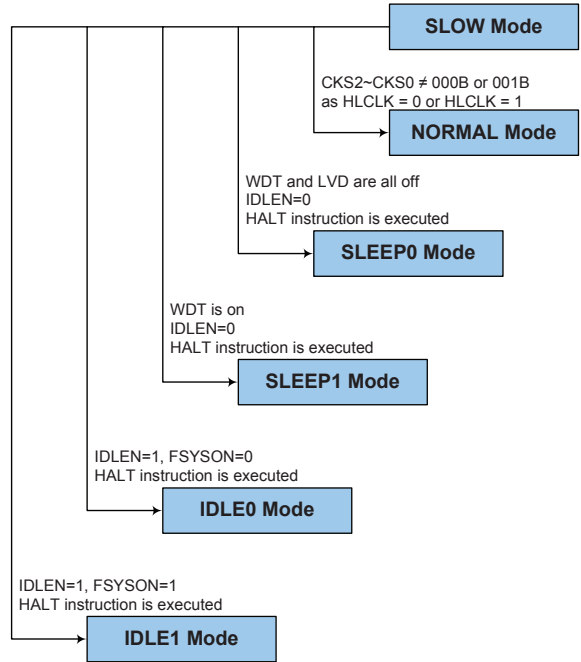 SLOW Mode
CKS2~CKS0 ≠ 000B or 001B
as HLCLK = 0 or HLCLK = 1
NORMAL Mode
WDT and LVD are all off
IDLEN=0
HALT instruction is executed
SLEEP0 Mode
WDT is on
IDLEN=0
HALT instruction is executed
SLEEP1 Mode
IDLEN=1, FSYSON=0
HALT instruction is executed
IDLE0 Mode
IDLEN=1, FSYSON=1
HALT instruction is executed
IDLE1 Mode